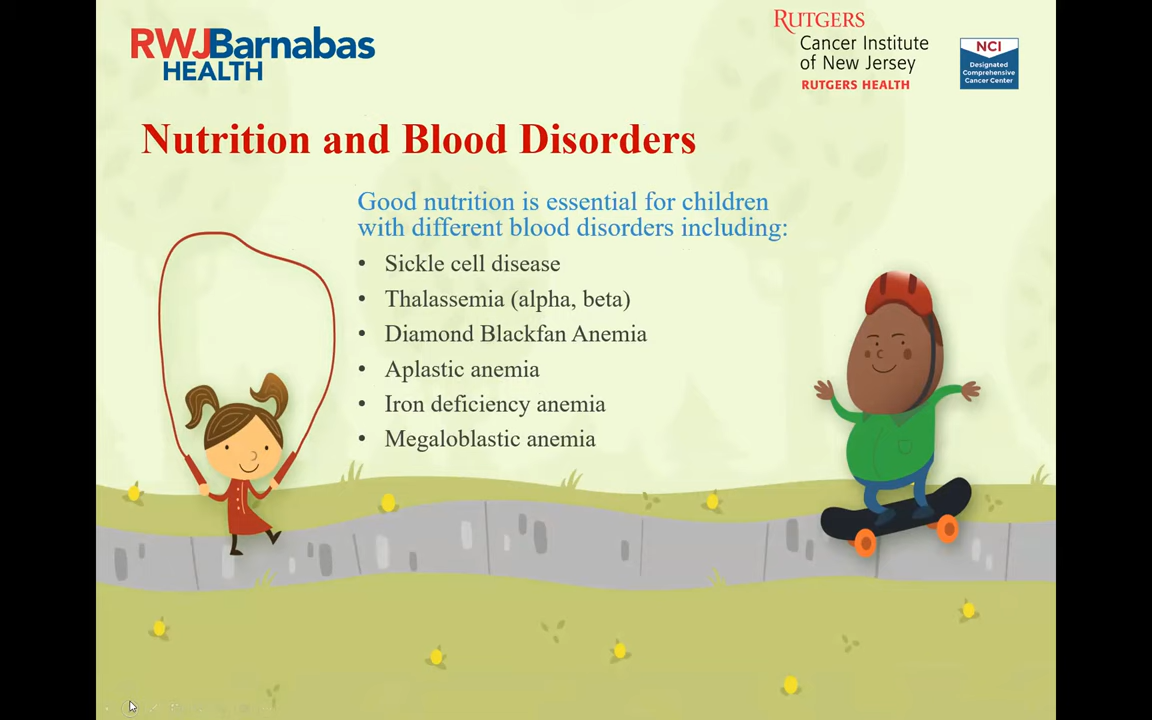 RWJBarnabas
HEALTH
RUTGERS
Cancer Institute
of New Jersey
RUTGERS HEALTH
NCI
Designated
Comprehensive
Cancer Center
Nutrition and Blood Disorders
Good nutrition is essential for children
with different blood disorders including:
• Sickle cell disease
• Thalassemia (alpha, beta)
• Diamond Blackfan Anemia
• Aplastic anemia
• Iron deficiency anemia
• Megaloblastic anemia